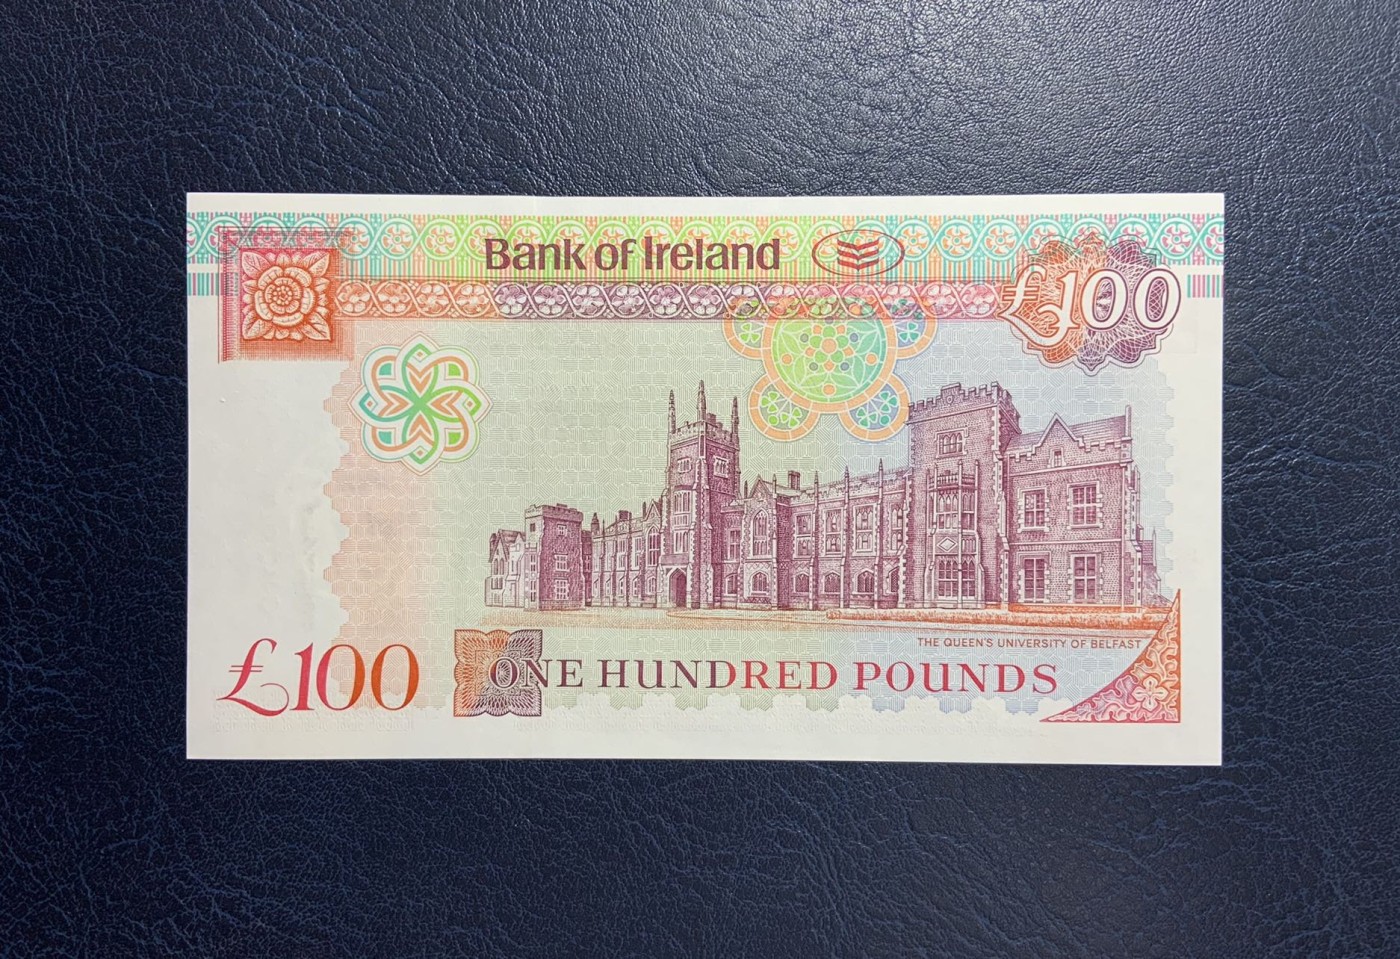 Bank of Ireland
£100
THE QUEEN'S UNIVERSITY OF BELFAST
£100
ONE HUNDRED POUNDS